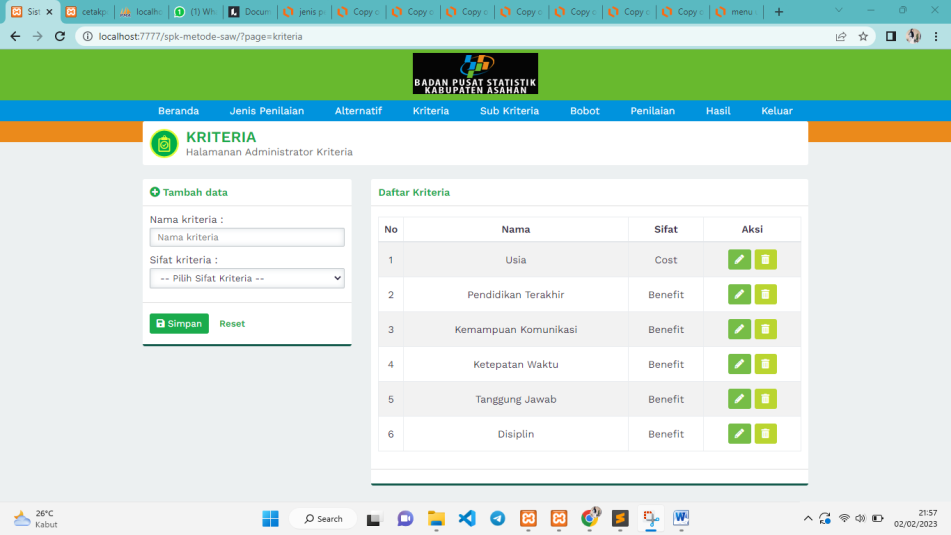 Sist
cetakp
localho
(1) Wh
Docum
jenis p
Copy o
Copy o
Copy o
Copy o
Copy o
Copy o
Copy o
menu
localhost:7777/spk-metode-saw/?page=kriteria
BADAN PUSAT STATISTIK
KABUPATEN ASAHAN
Beranda Jenis Penilaian Alternatif Kriteria Sub Kriteria Bobot Penilaian Hasil Keluar
KRITERIA
Halamanan Administrator Kriteria
Tambah data
Nama kriteria :
Nama kriteria
Sifat kriteria :
-- Pilih Sifat Kriteria --
Simpan Reset
Daftar Kriteria
No Nama Sifat Aksi
1 Usia Cost
2 Pendidikan Terakhir Benefit
3 Kemampuan Komunikasi Benefit
4 Ketepatan Waktu Benefit
5 Tanggung Jawab Benefit
6 Disiplin Benefit
26°C
Kabut
Search
21:57
02/02/2023